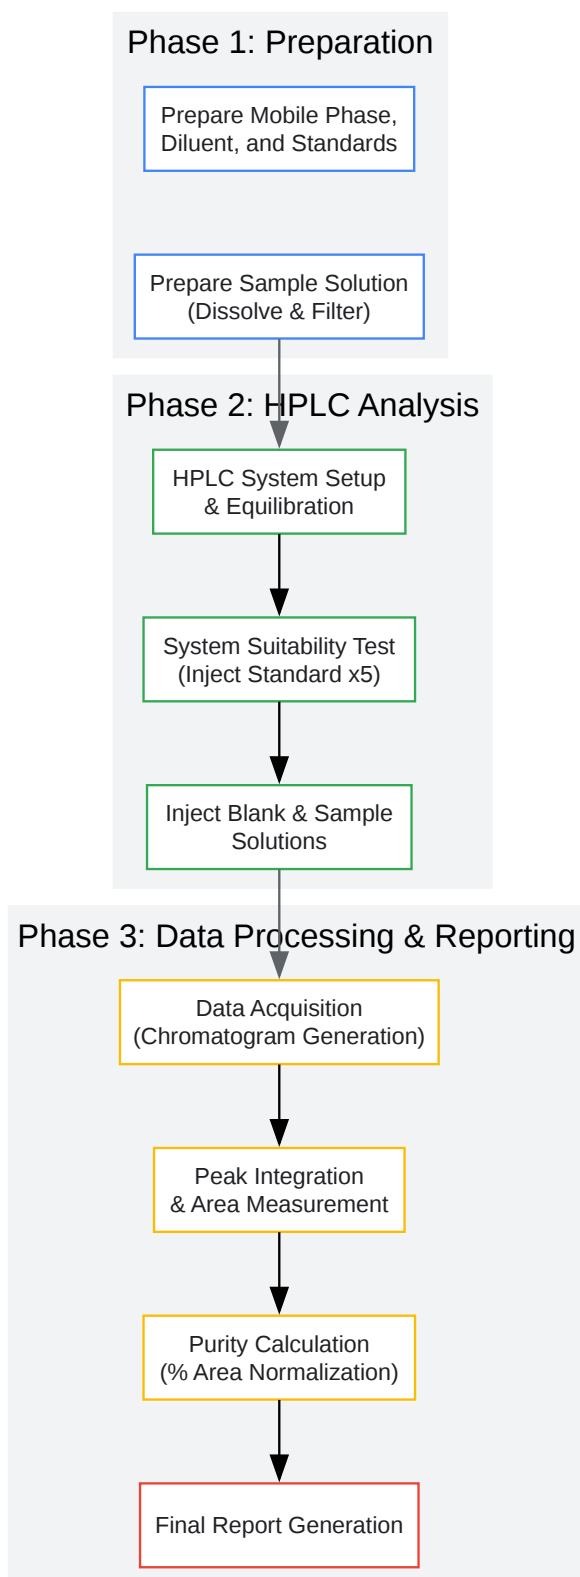 Phase 1: Preparation
Prepare Mobile Phase,
Diluent, and Standards
Prepare Sample Solution
(Dissolve & Filter)
Phase 2: HPLC Analysis
HPLC System Setup
& Equilibration
System Suitability Test
(Inject Standard x5)
Inject Blank & Sample
Solutions
Phase 3: Data Processing & Reporting
Data Acquisition
(Chromatogram Generation)
Peak Integration
& Area Measurement
Purity Calculation
(% Area Normalization)
Final Report Generation